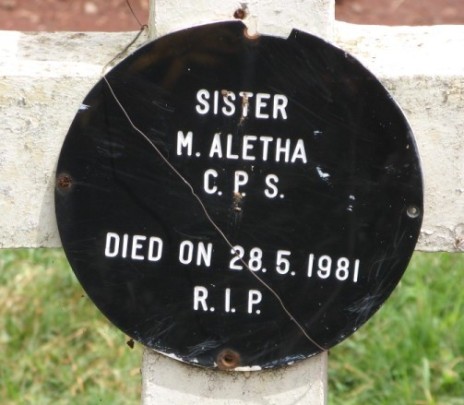 SISTER
M. ALETHA
C. P. S.
DIED ON 28. 5. 1981
R. I. P.